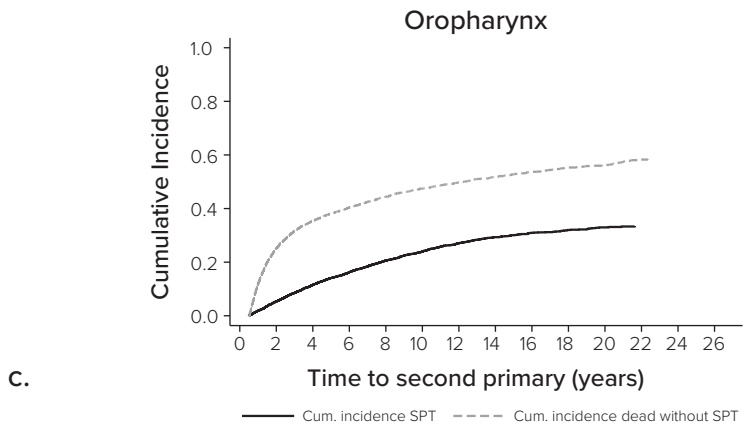 Oropharynx
Cumulative Incidence
1.0
0.8
0.6
0.4
0.2
0.0
0 2 4 6 8 10 12 14 16 18 20 22 24 26
C. Time to second primary (years)
Cum. incidence SPT Cum. incidence dead without SPT